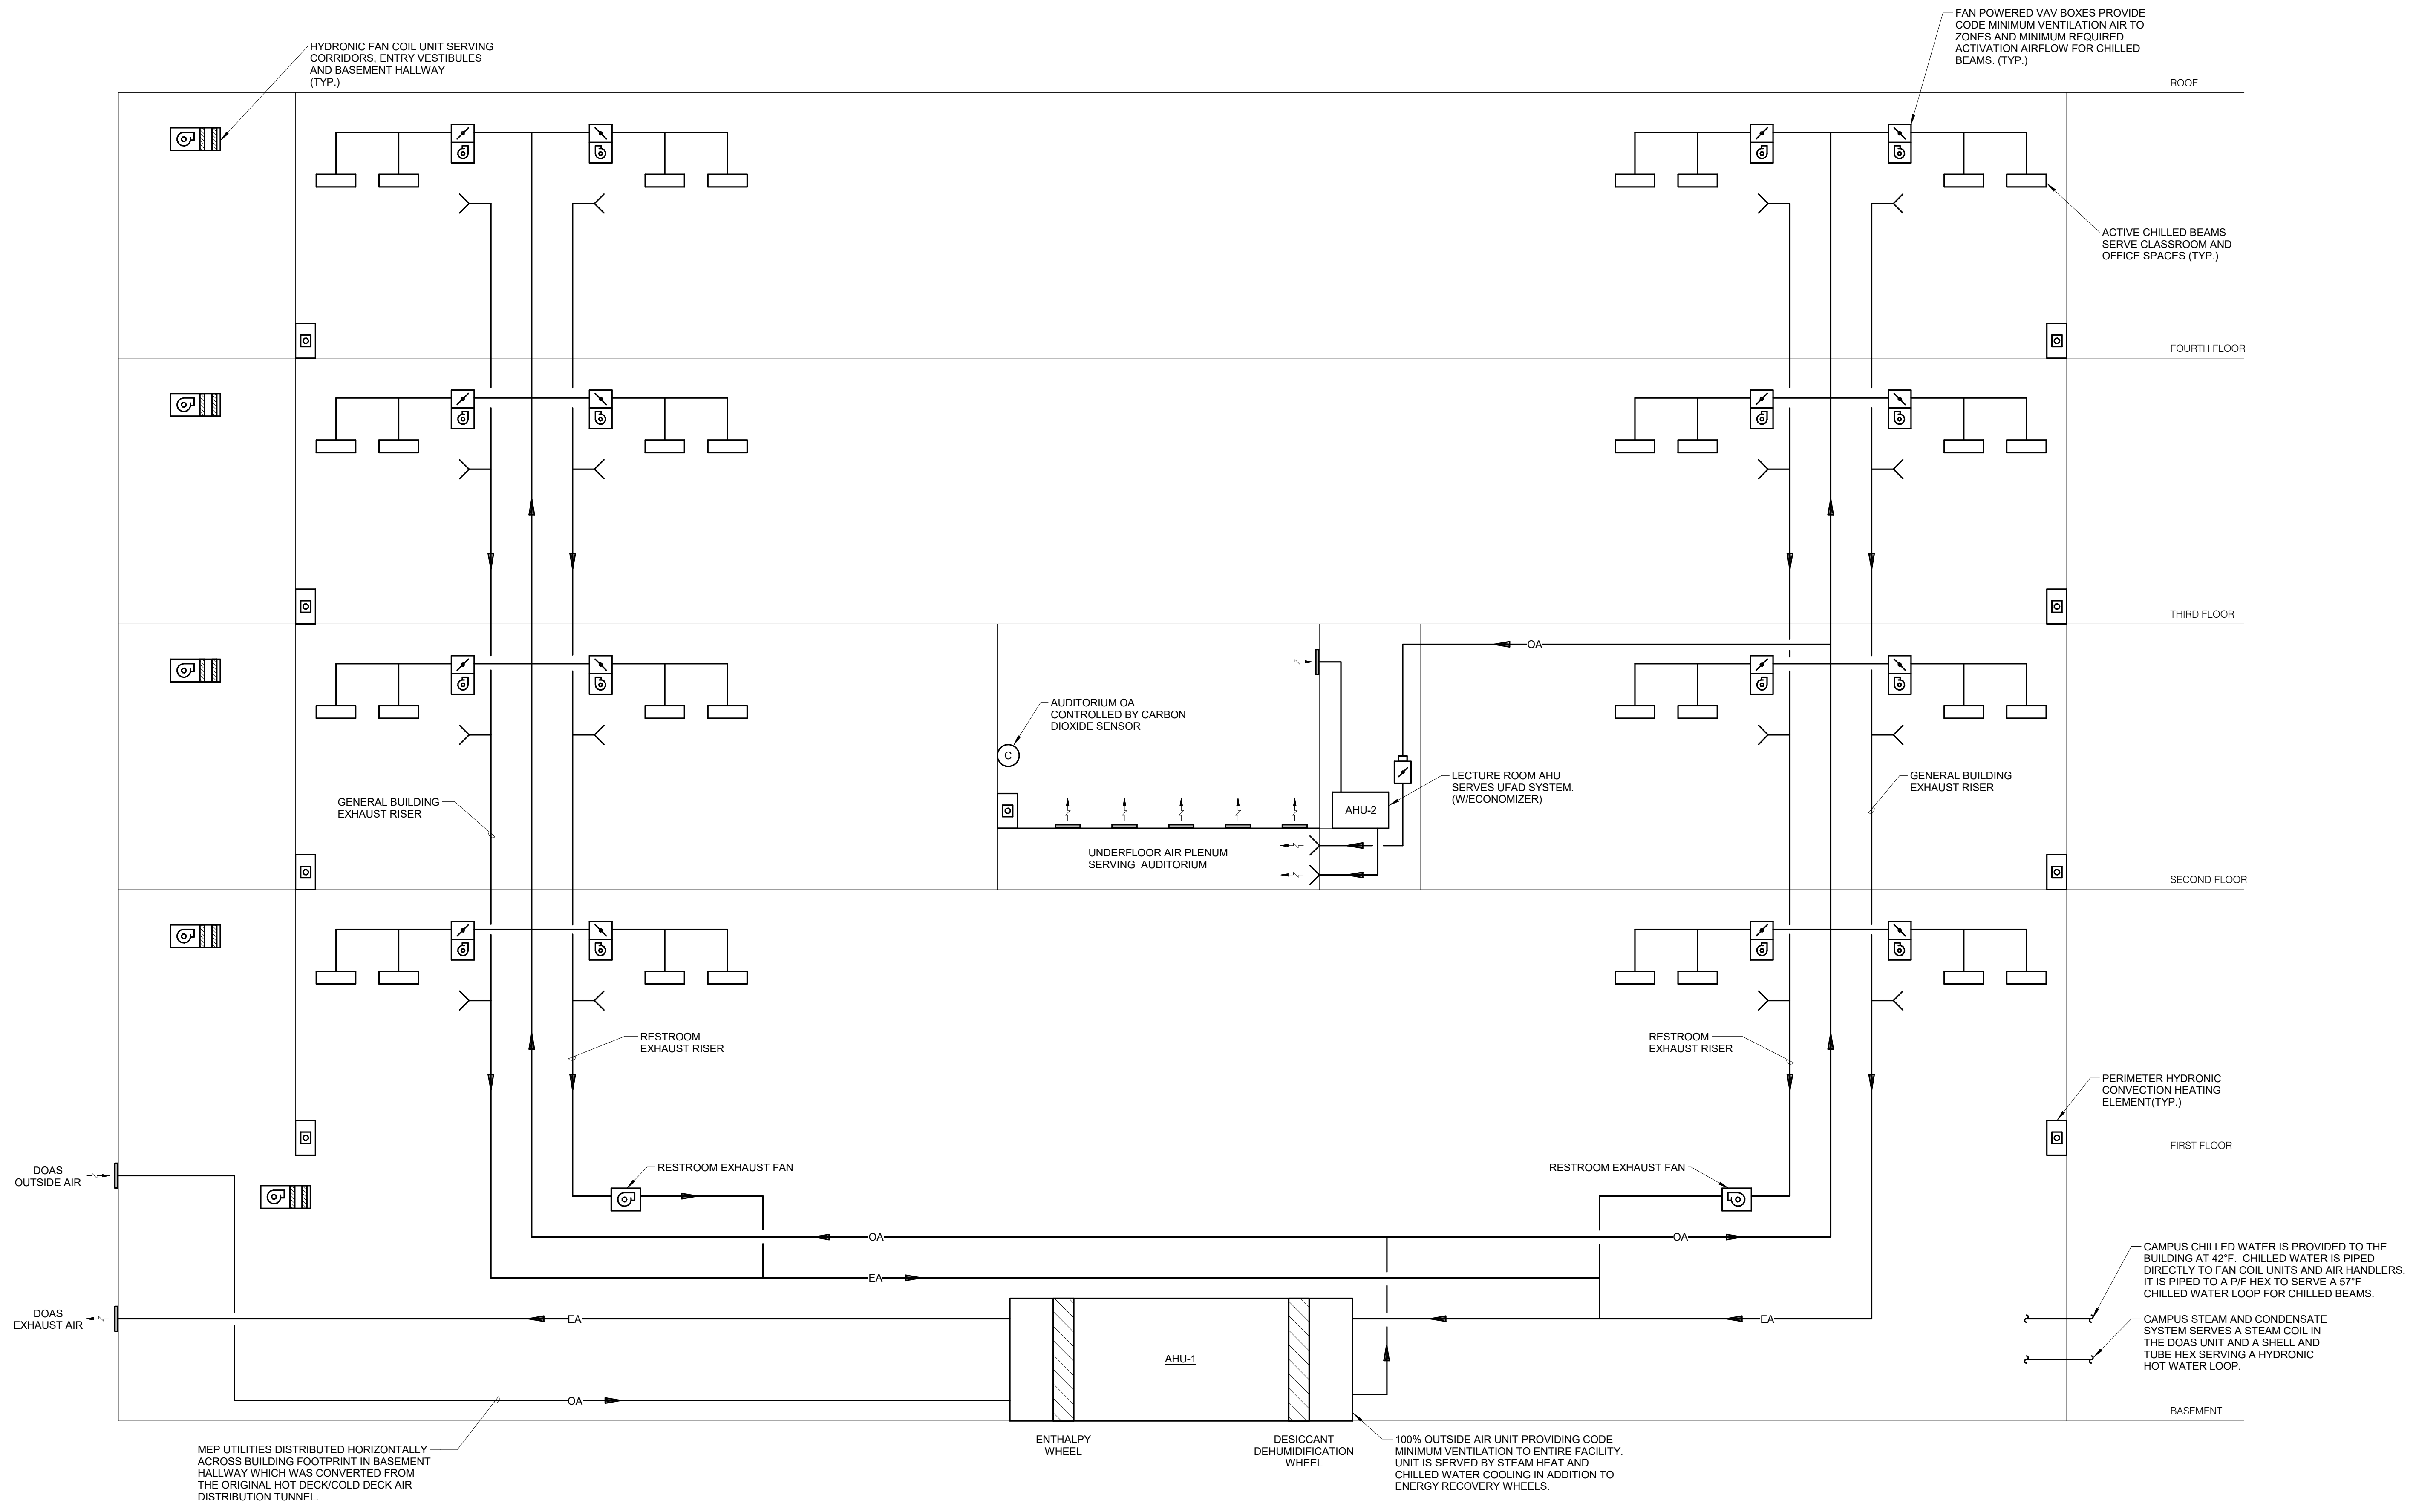 FAN POWERED VAV BOXES PROVIDE
CODE MINIMUM VENTILATION AIR TO
ZONES AND MINIMUM REQUIRED
ACTIVATION AIRFLOW FOR CHILLED
BEAMS. (TYP.)
HYDRONIC FAN COIL UNIT SERVING
CORRIDORS, ENTRY VESTIBULES
AND BASEMENT HALLWAY
(TYP.)
ROOF
ACTIVE CHILLED BEAMS
SERVE CLASSROOM AND
OFFICE SPACES (TYP.)
FOURTH FLOOR
THIRD FLOOR
OA
AUDITORIUM OA
CONTROLLED BY CARBON
DIOXIDE SENSOR
C
LECTURE ROOM AHU
SERVES UFAD SYSTEM.
(W/ECONOMIZER)
AHU-2
GENERAL BUILDING
EXHAUST RISER
GENERAL BUILDING
EXHAUST RISER
UNDERFLOOR AIR PLENUM
SERVING AUDITORIUM
SECOND FLOOR
RESTROOM
EXHAUST RISER
RESTROOM
EXHAUST RISER
PERIMETER HYDRONIC
CONVECTION HEATING
ELEMENT(TYP.)
FIRST FLOOR
DOAS
OUTSIDE AIR
RESTROOM EXHAUST FAN
RESTROOM EXHAUST FAN
OA
OA
EA
CAMPUS CHILLED WATER IS PROVIDED TO THE
BUILDING AT 42°F. CHILLED WATER IS PIPED
DIRECTLY TO FAN COIL UNITS AND AIR HANDLERS.
IT IS PIPED TO A P/F HEX TO SERVE A 57°F
CHILLED WATER LOOP FOR CHILLED BEAMS.
DOAS
EXHAUST AIR
EA
EA
CAMPUS STEAM AND CONDENSATE
SYSTEM SERVES A STEAM COIL IN
THE DOAS UNIT AND A SHELL AND
TUBE HEX SERVING A HYDRONIC
HOT WATER LOOP.
AHU-1
OA
BASEMENT
MEP UTILITIES DISTRIBUTED HORIZONTALLY
ACROSS BUILDING FOOTPRINT IN BASEMENT
HALLWAY WHICH WAS CONVERTED FROM
THE ORIGINAL HOT DECK/COLD DECK AIR
DISTRIBUTION TUNNEL.
ENTHALPY
WHEEL
DESICCANT
DEHUMIDIFICATION
WHEEL
100% OUTSIDE AIR UNIT PROVIDING CODE
MINIMUM VENTILATION TO ENTIRE FACILITY.
UNIT IS SERVED BY STEAM HEAT AND
CHILLED WATER COOLING IN ADDITION TO
ENERGY RECOVERY WHEELS.